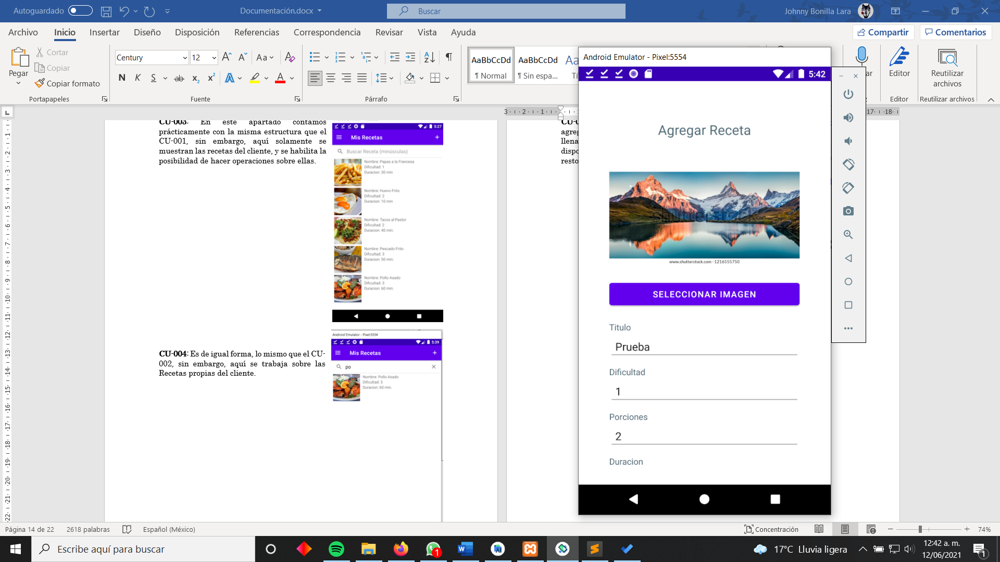 Autoguardado
Documentación.docx
Buscar
Johnny Bonilla Lara
Archivo Inicio Insertar Diseño Disposición Referencias Correspondencia Revisar Vista Ayuda
Compartir Comentarios
Pegar
Cortar
Copiar
Copiar formato
Portapapeles
Century 12
N K S
Fuente
Párrafo
AaBbCcDd AaBbCcDd Aa
¶ Normal ¶ Sin espa...
Editor
Editor
Reutilizar
archivos
Reutilizar archivos
CU-003: En este apartado contamos
prácticamente con la misma estructura que el
CU-001, sin embargo, aquí solamente se
muestran las recetas del cliente, y se habilita la
posibilidad de hacer operaciones sobre ellas.
5:27
Mis Recetas
Buscar Receta (minúsculas)
Nombre: Papas a la Francesa
Dificultad: 1
Duracion: 30 min
Nombre: Huevo Frito
Dificultad: 2
Duracion: 10 min
Nombre: Tacos al Pastor
Dificultad: 2
Duracion: 40 min.
Nombre: Pescado Frito
Dificultad: 3
Duracion: 50 min.
Nombre: Pollo Asado
Dificultad: 3
Duracion: 60 min.
CU-004: Es de igual forma, lo mismo que el CU-
002, sin embargo, aquí se trabaja sobre las
Recetas propias del cliente.
Android Emulator - Pixel:5554
5:39
Mis Recetas
po
Nombre: Pollo Asado
Dificultad: 3
Duracion: 60 min.
Android Emulator - Pixel:5554
5:42
Agregar Receta
shutterstock
www.shutterstock.com · 1216555750
SELECCIONAR IMAGEN
Titulo
Prueba
Dificultad
1
Porciones
2
Duracion
Página 14 de 22 2618 palabras Español (México)
Concentración 74%
Escribe aquí para buscar
1
17°C Lluvia ligera
12:42 a. m.
12/06/2021
1